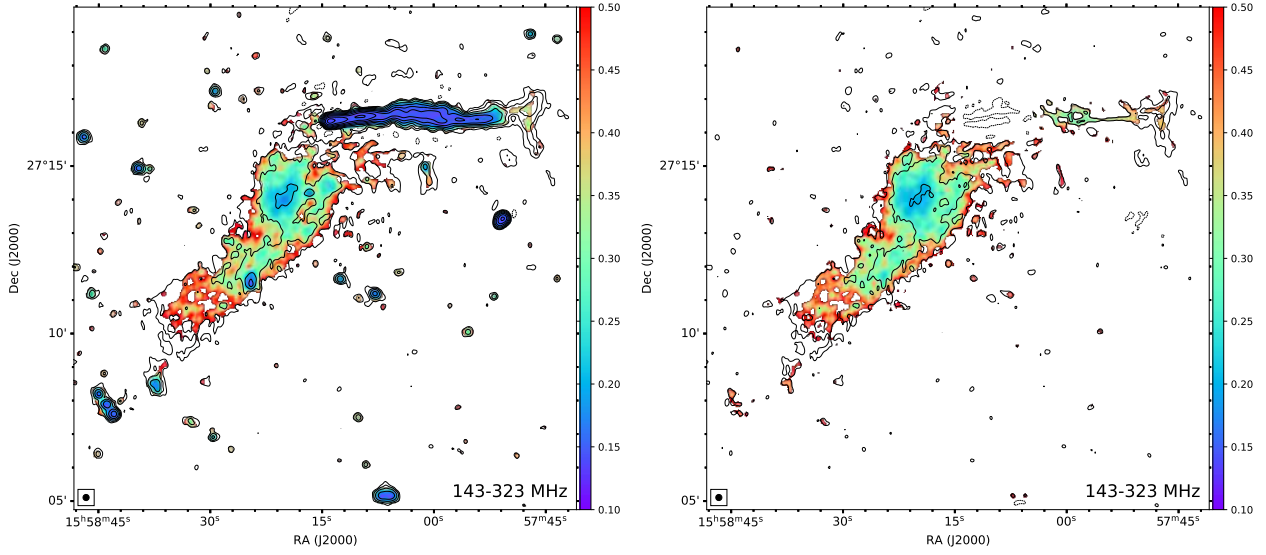 0.50
0.45
0.40
0.35
0.30
0.25
0.20
0.15
0.10
27°15'
10'
05'
Dec (J2000)
143-323 MHz
15ʰ58ᵐ45ˢ
30ˢ
15ˢ
00ˢ
57ᵐ45ˢ
RA (J2000)
0.50
0.45
0.40
0.35
0.30
0.25
0.20
0.15
0.10
27°15'
10'
05'
Dec (J2000)
143-323 MHz
15ʰ58ᵐ45ˢ
30ˢ
15ˢ
00ˢ
57ᵐ45ˢ
RA (J2000)